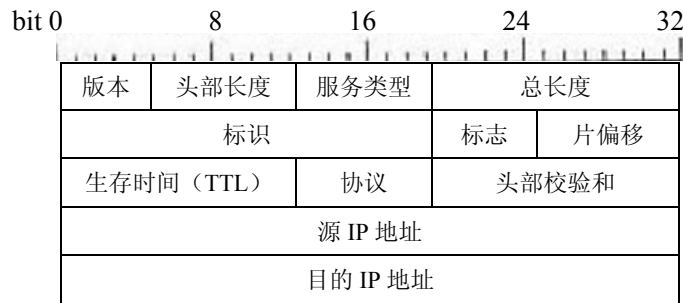 bit 0 8 16 24 32
版本 头部长度 服务类型 总长度
标识 标志 片偏移
生存时间（TTL） 协议 头部校验和
源 IP 地址
目的 IP 地址